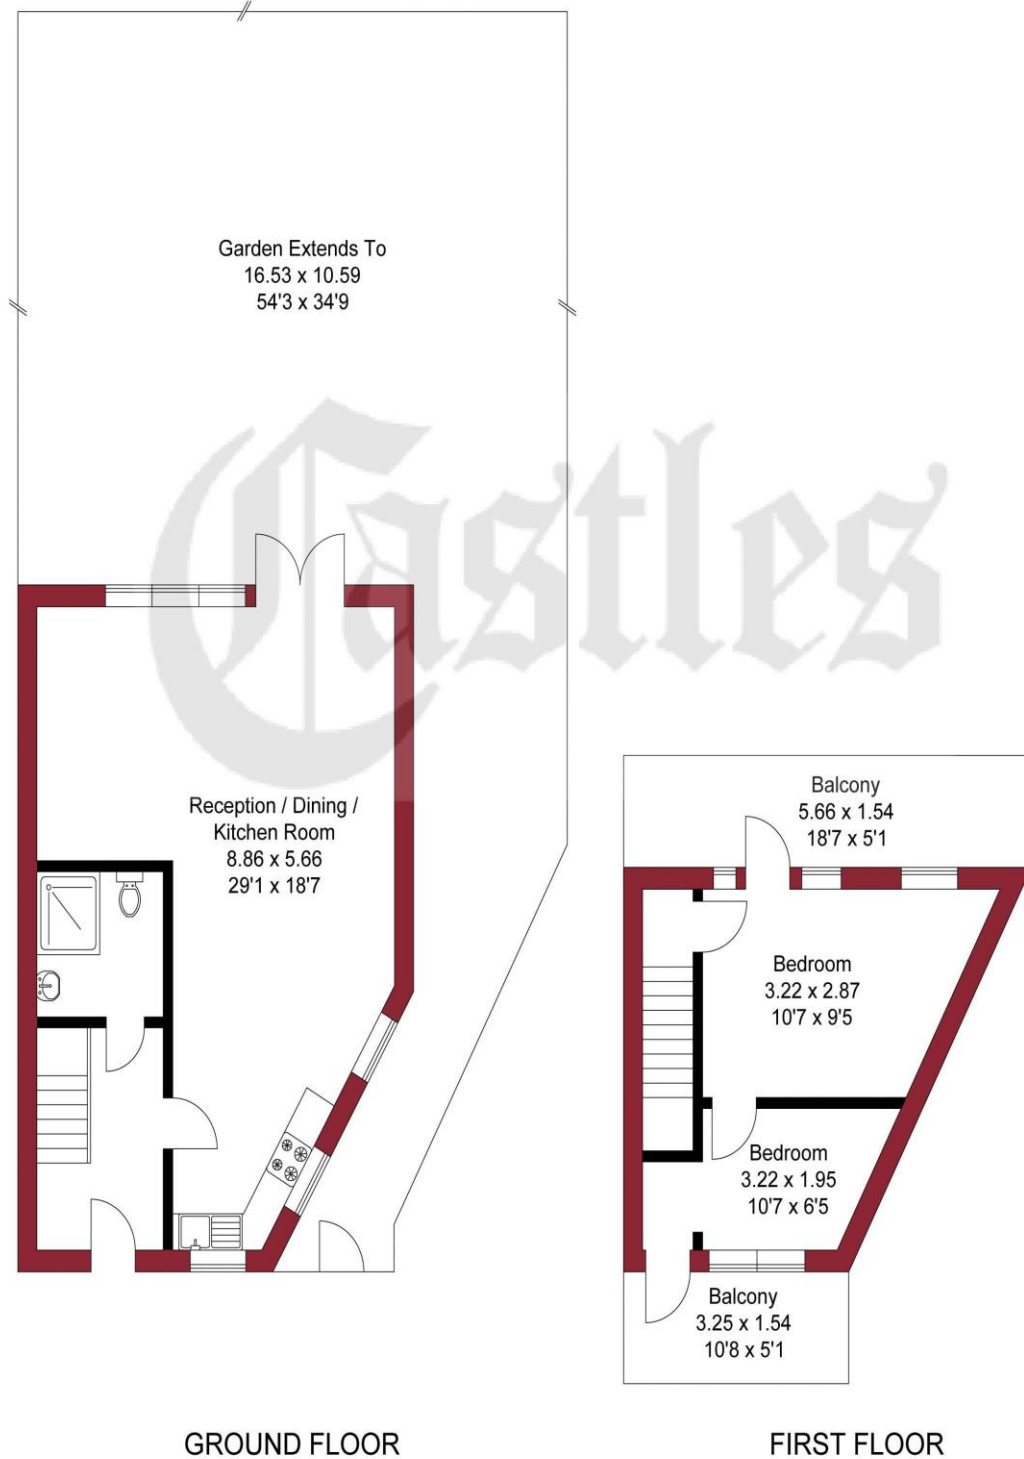 Garden Extends To
16.53 x 10.59
54'3 x 34'9
Castles
Reception / Dining /
Kitchen Room
8.86 x 5.66
29'1 x 18'7
Balcony
5.66 x 1.54
18'7 x 5'1
Bedroom
3.22 x 2.87
10'7 x 9'5
Bedroom
3.22 x 1.95
10'7 x 6'5
Balcony
3.25 x 1.54
10'8 x 5'1
GROUND FLOOR
FIRST FLOOR